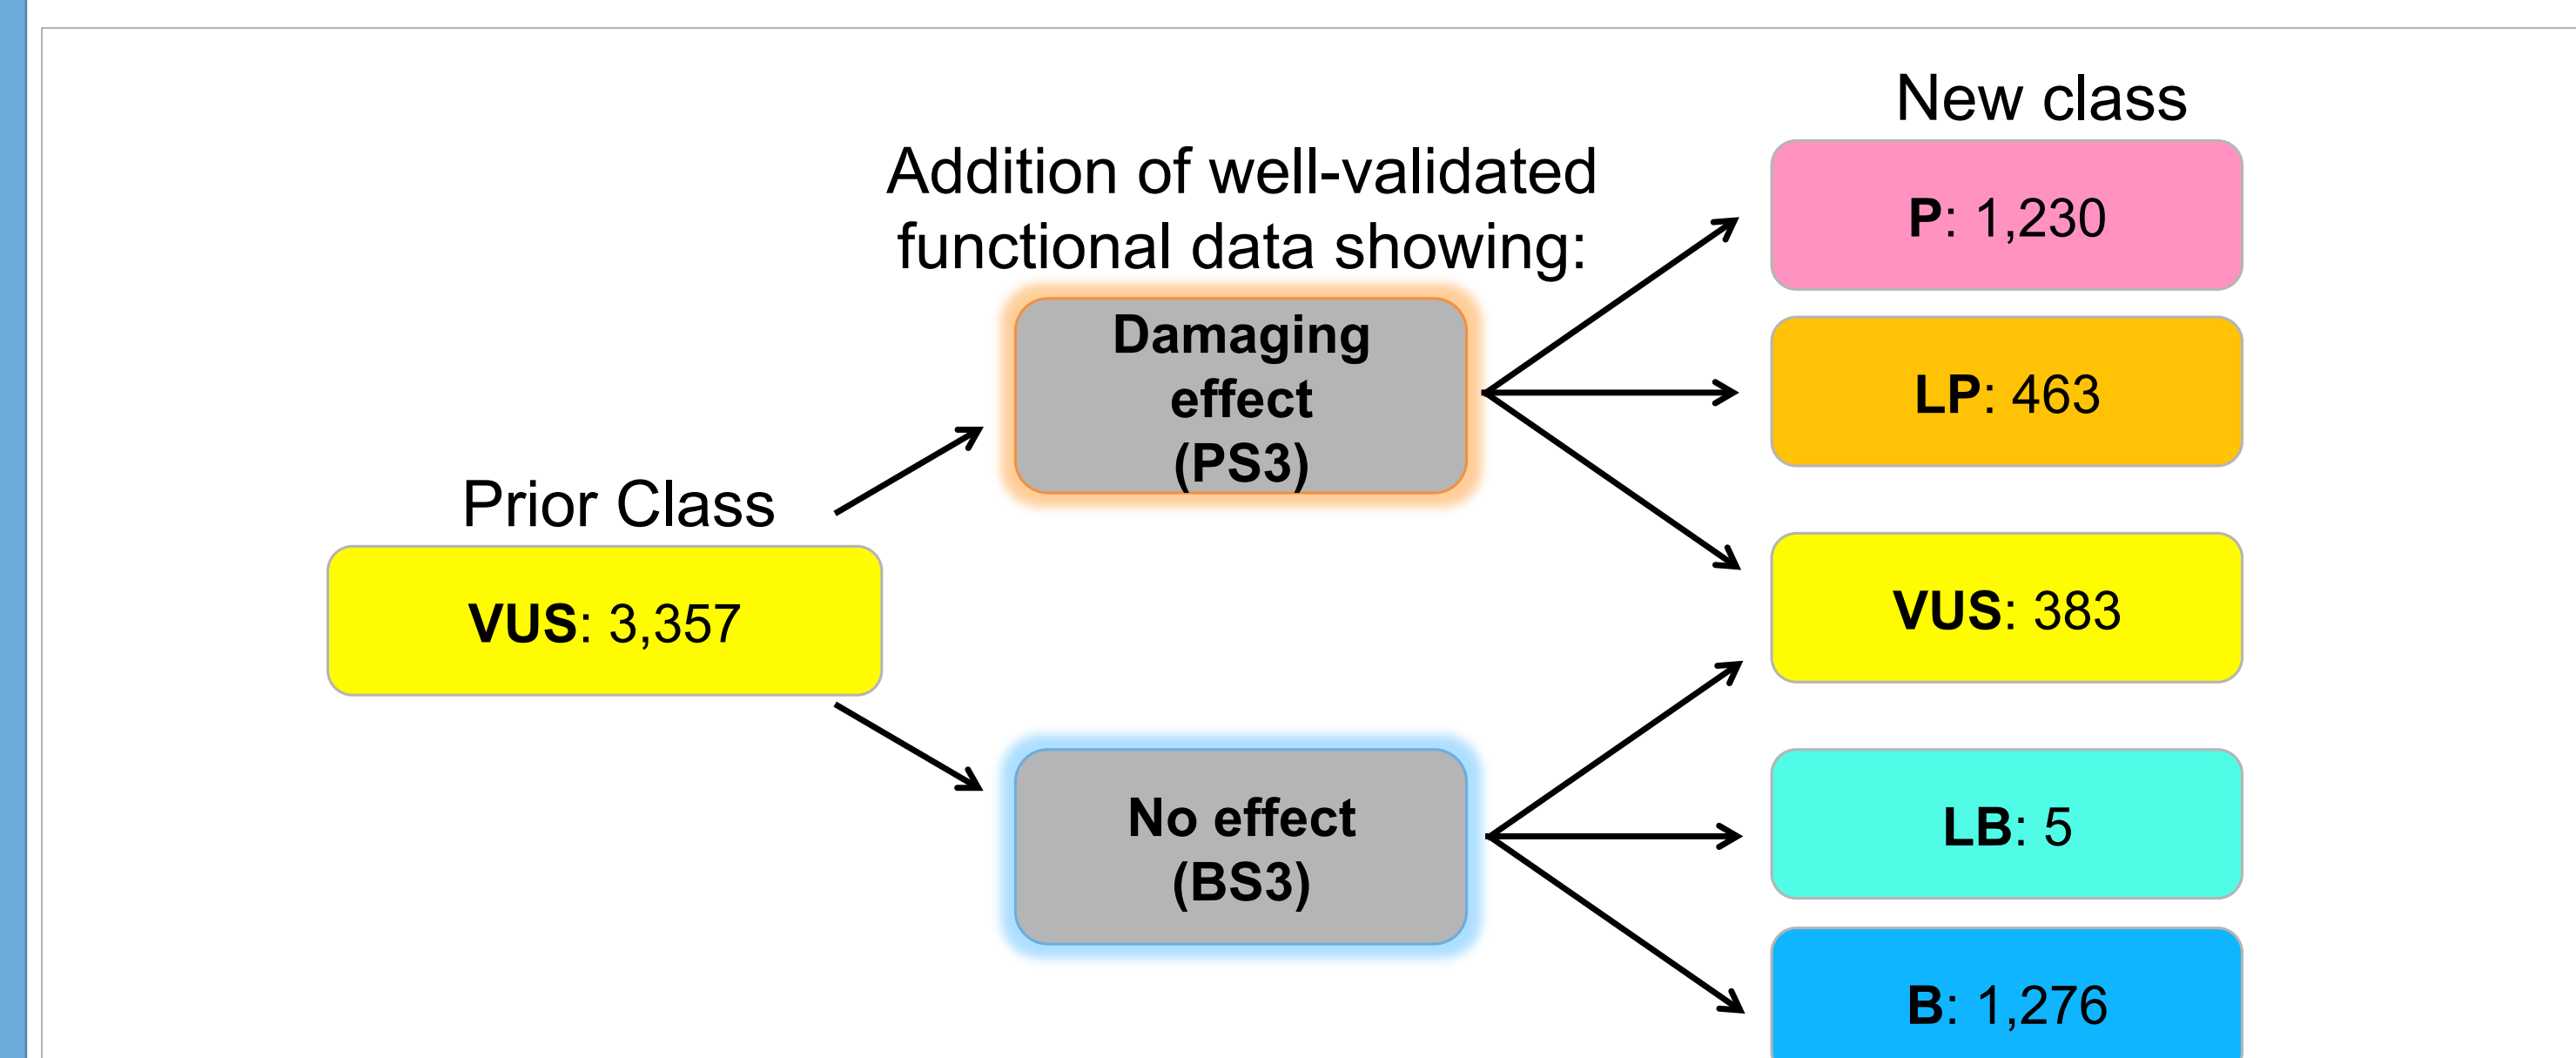 New class
Addition of well-validated
functional data showing:
P: 1,230
Damaging
effect
(PS3)
LP: 463
Prior Class
VUS: 3,357
VUS: 383
No effect
(BS3)
LB: 5
B: 1,276